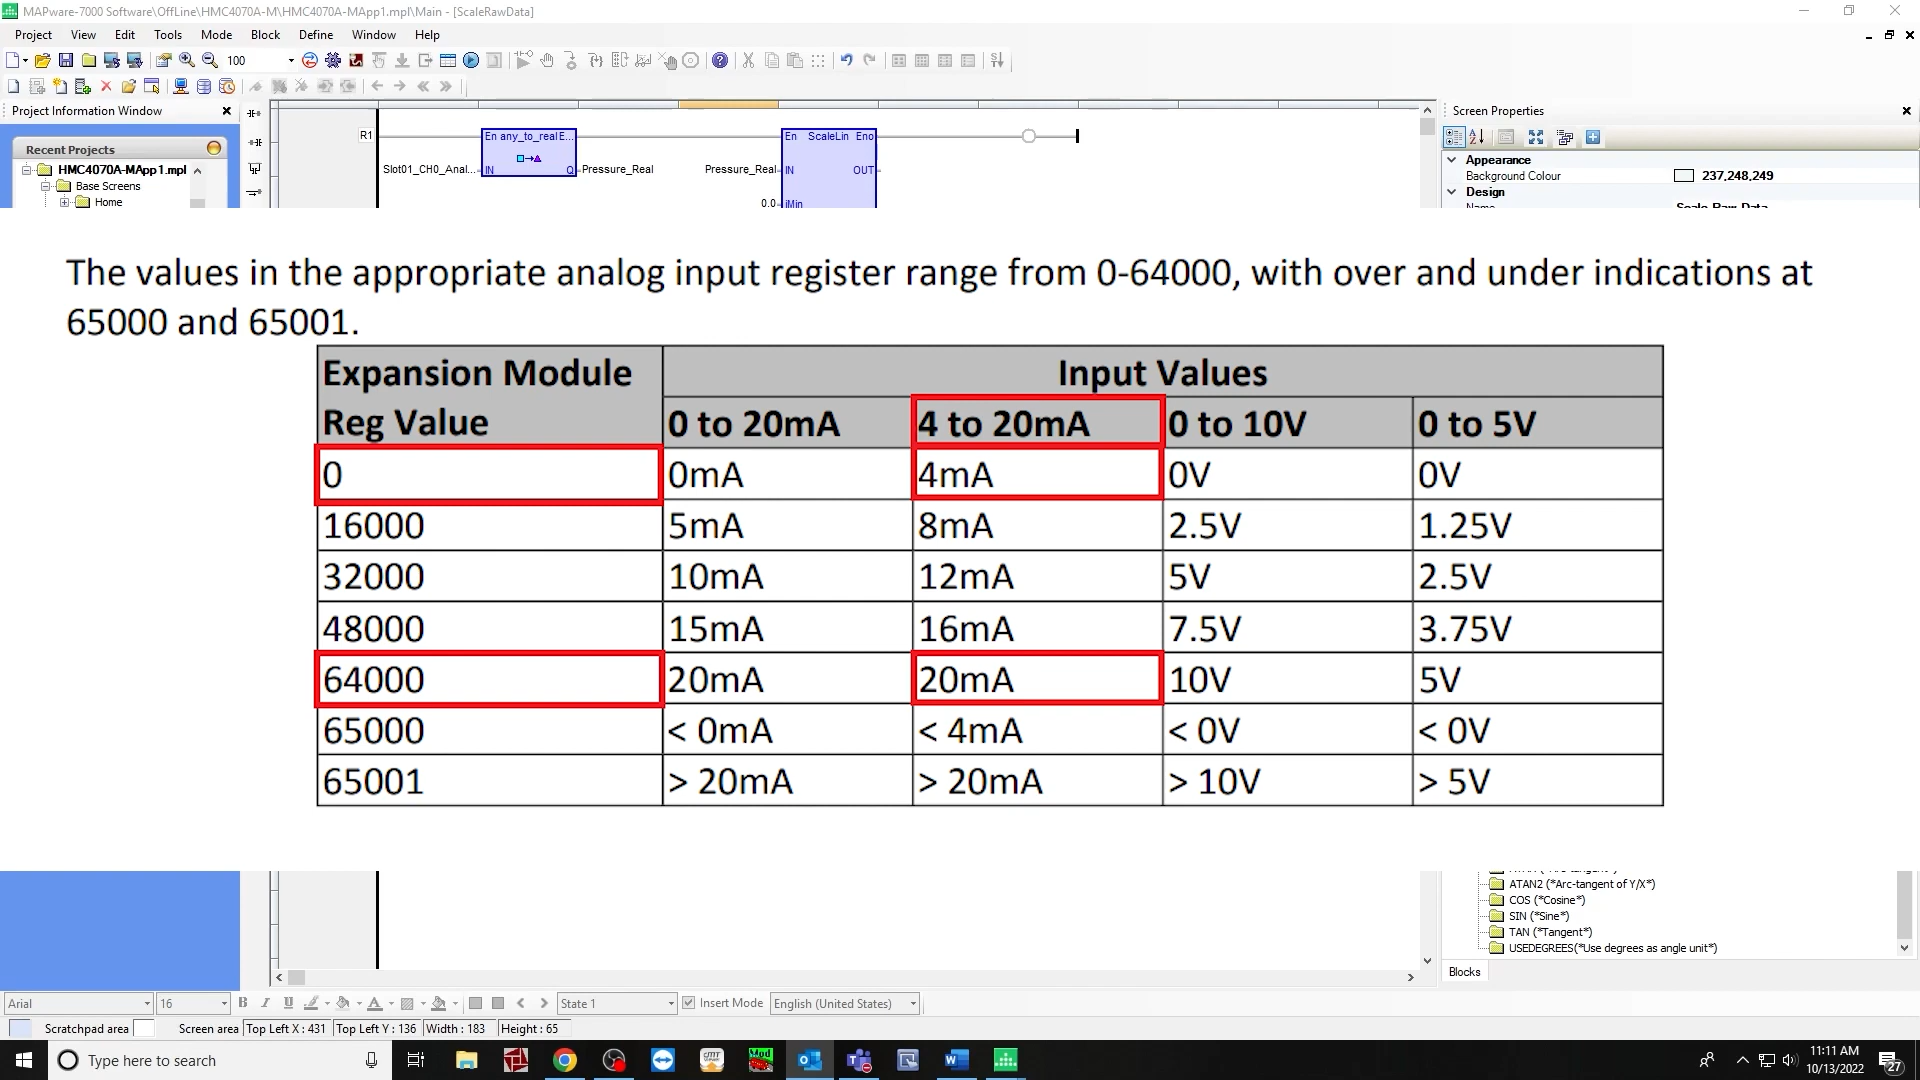 MAPware-7000 Software\OffLine\HMC4070A-M\HMC4070A-MApp1.mpl\Main - [ScaleRawData]
Project View Edit Tools Mode Block Define Window Help
100
Project Information Window
Screen Properties
Recent Projects
HMC4070A-MApp1.mpl
Base Screens
Home
R1
En any_to_realE...
Slot01_CH0_Anal...
IN Q
Pressure_Real
Pressure_Real
En ScaleLin Eno
IN OUT
0.0
iMin
Appearance
Background Colour 237,248,249
Design
The values in the appropriate analog input register range from 0-64000, with over and under indications at
65000 and 65001.
Expansion Module Input Values
Reg Value 0 to 20mA 4 to 20mA 0 to 10V 0 to 5V
0 0mA 4mA 0V 0V
16000 5mA 8mA 2.5V 1.25V
32000 10mA 12mA 5V 2.5V
48000 15mA 16mA 7.5V 3.75V
64000 20mA 20mA 10V 5V
65000 < 0mA < 4mA < 0V < 0V
65001 > 20mA > 20mA > 10V > 5V
ATAN2 (*Arc-tangent of Y/X*)
COS (*Cosine*)
SIN (*Sine*)
TAN (*Tangent*)
USEDEGREES(*Use degrees as angle unit*)
Blocks
Arial 16 B I U A State 1 Insert Mode English (United States)
Scratchpad area Screen area Top Left X : 431 Top Left Y : 136 Width : 183 Height : 65
Type here to search
11:11 AM
10/13/2022
27